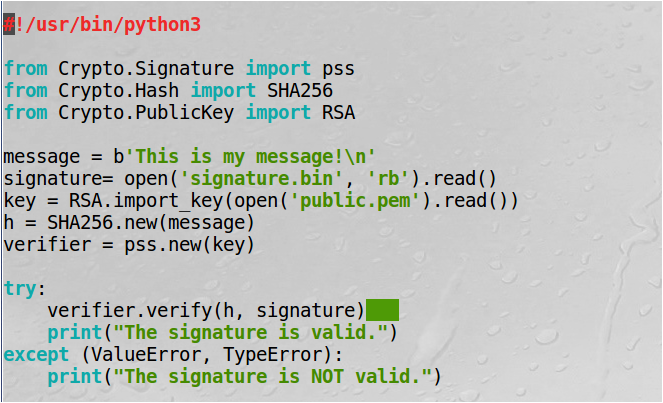 #!/usr/bin/python3
from Crypto.Signature import pss
from Crypto.Hash import SHA256
from Crypto.PublicKey import RSA
message = b'This is my message!\n'
signature= open('signature.bin', 'rb').read()
key = RSA.import_key(open('public.pem').read())
h = SHA256.new(message)
verifier = pss.new(key)
try:
    verifier.verify(h, signature)
    print("The signature is valid.")
except (ValueError, TypeError):
    print("The signature is NOT valid.")